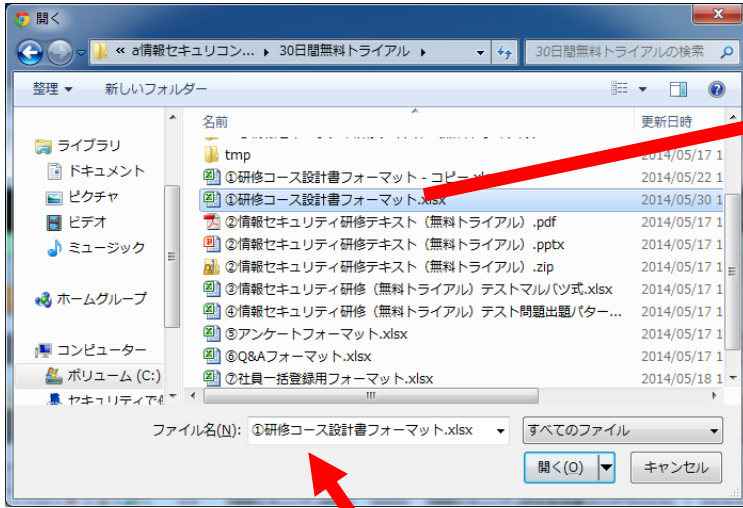 開く
« a情報セキュリコン... ▸ 30日間無料トライアル ▸
30日間無料トライアルの検索
整理 ▼ 新しいフォルダー
名前 更新日時
tmp 2014/05/17 1
①研修コース設計書フォーマット - コピー.xlsx 2014/05/22 1
①研修コース設計書フォーマット.xlsx 2014/05/30 1
②情報セキュリティ研修テキスト（無料トライアル）.pdf 2014/05/17 1
②情報セキュリティ研修テキスト（無料トライアル）.pptx 2014/05/17 1
②情報セキュリティ研修テキスト（無料トライアル）.zip 2014/05/17 1
③情報セキュリティ研修（無料トライアル）テストマルバツ式.xlsx 2014/05/17 1
④情報セキュリティ研修（無料トライアル）テスト問題出題パター... 2014/05/17 1
⑤アンケートフォーマット.xlsx 2014/05/17 1
⑥Q&Aフォーマット.xlsx 2014/05/17 1
⑦社員一括登録用フォーマット.xlsx 2014/05/18 1
ライブラリ
ドキュメント
ピクチャ
ビデオ
ミュージック
ホームグループ
コンピューター
ボリューム (C:)
ファイル名(N): ①研修コース設計書フォーマット.xlsx すべてのファイル
開く(O) キャンセル